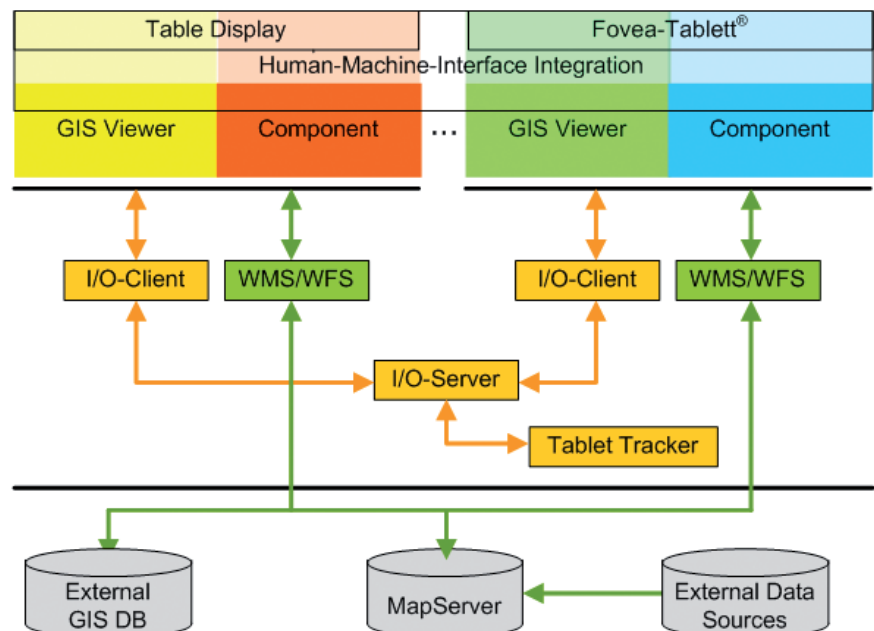 Table Display
Fovea-Tablett®
Human-Machine-Interface Integration
GIS Viewer
Component
...
GIS Viewer
Component
I/O-Client
WMS/WFS
I/O-Client
WMS/WFS
I/O-Server
Tablet Tracker
External
GIS DB
MapServer
External Data
Sources